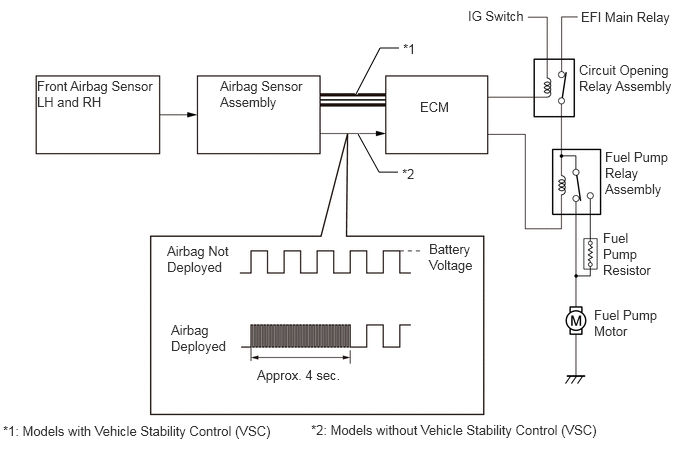 IG Switch
EFI Main Relay
*1
Front Airbag Sensor
LH and RH
Airbag Sensor
Assembly
ECM
Circuit Opening
Relay Assembly
*2
Fuel Pump
Relay
Assembly
Airbag Not
Deployed
Battery
Voltage
Fuel
Pump
Resistor
Airbag
Deployed
Approx. 4 sec.
M
Fuel Pump
Motor
*1: Models with Vehicle Stability Control (VSC)
*2: Models without Vehicle Stability Control (VSC)